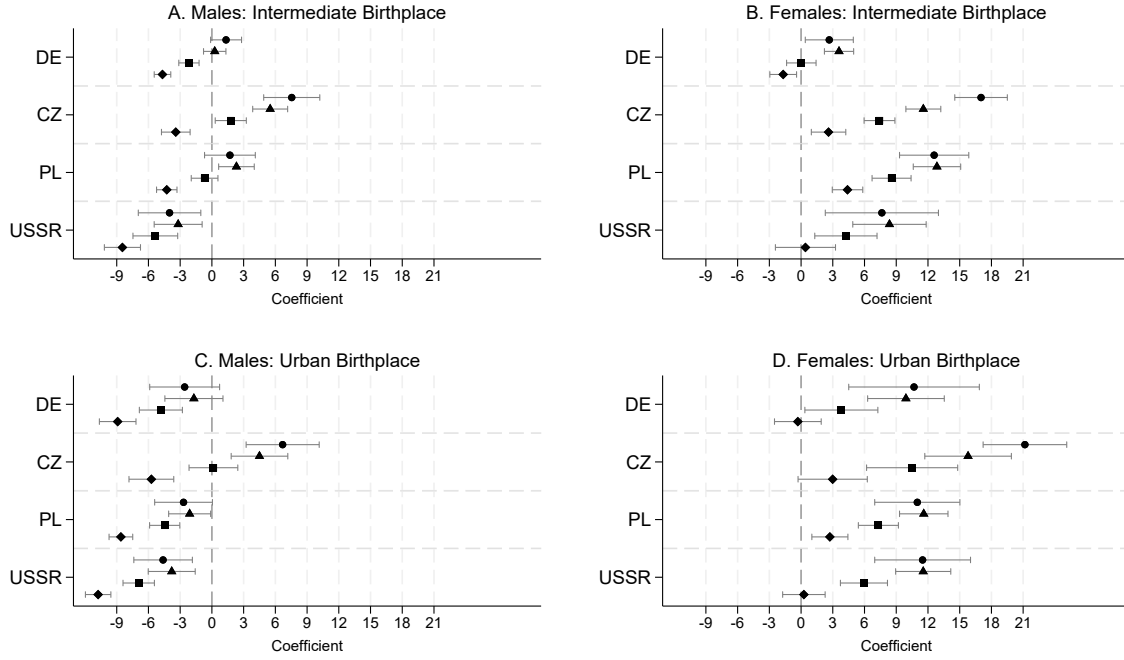 A. Males: Intermediate Birthplace
DE
CZ
PL
USSR
-9 -6 -3 0 3 6 9 12 15 18 21
Coefficient
B. Females: Intermediate Birthplace
DE
CZ
PL
USSR
-9 -6 -3 0 3 6 9 12 15 18 21
Coefficient
C. Males: Urban Birthplace
DE
CZ
PL
USSR
-9 -6 -3 0 3 6 9 12 15 18 21
Coefficient
D. Females: Urban Birthplace
DE
CZ
PL
USSR
-9 -6 -3 0 3 6 9 12 15 18 21
Coefficient